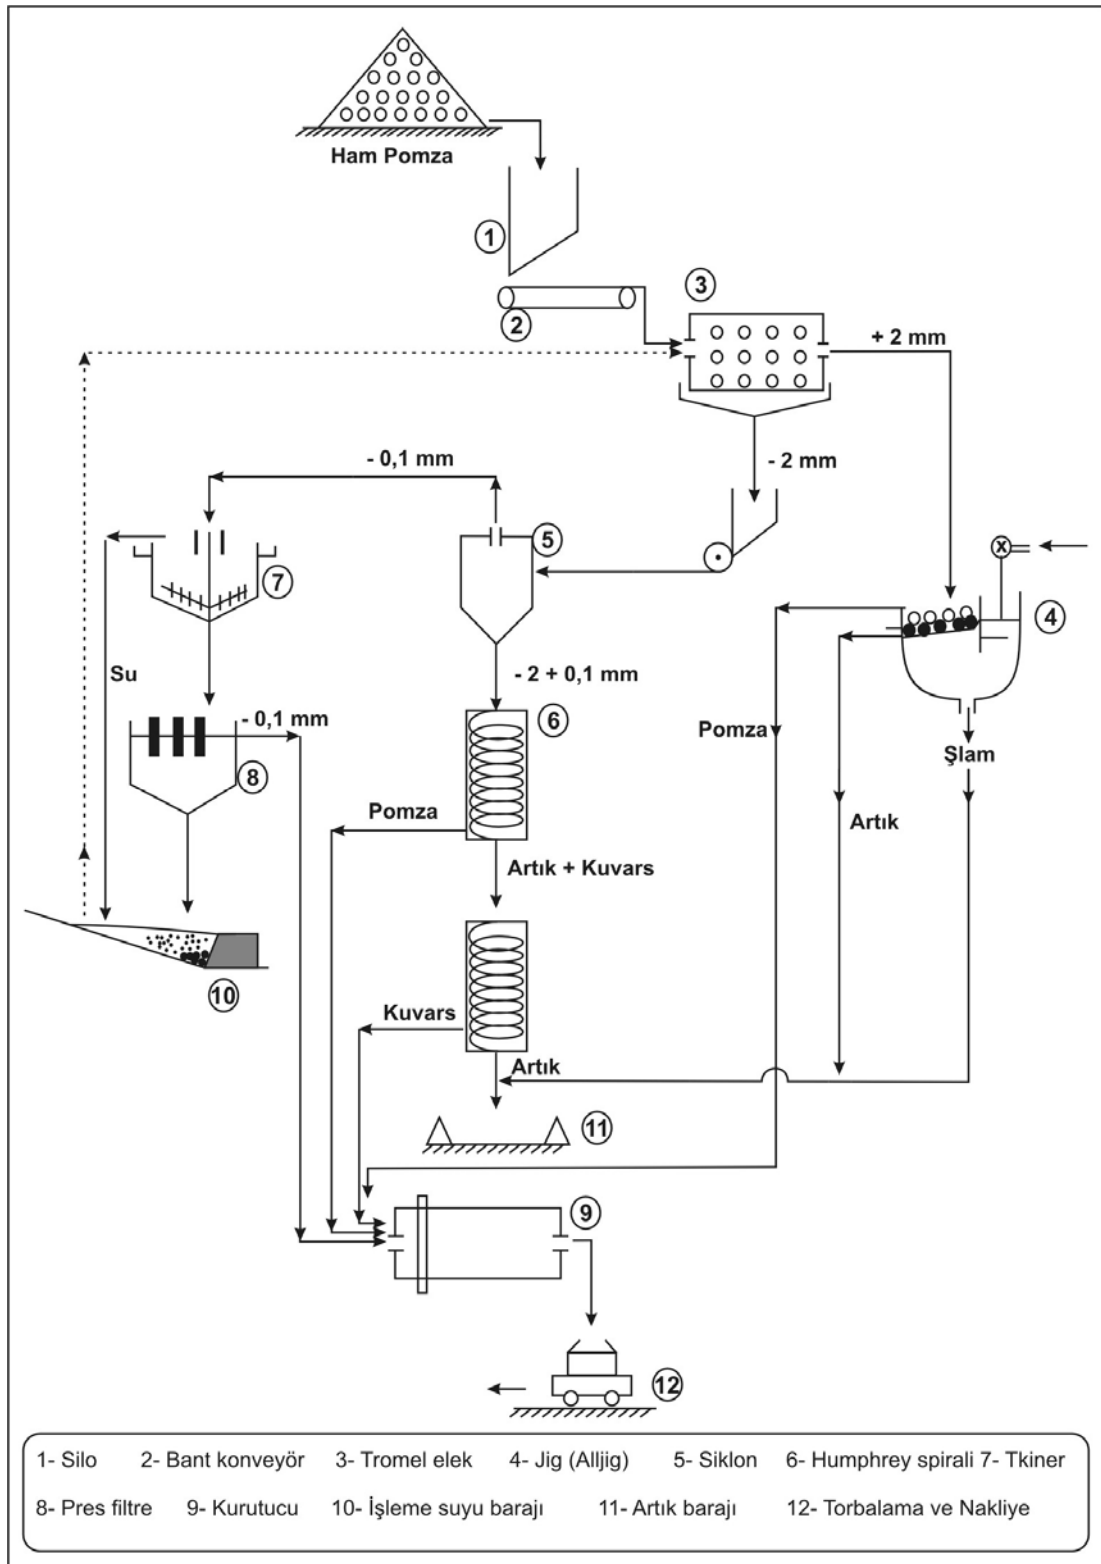 Ham Pomza
1
2
3
+ 2 mm
- 0,1 mm
- 2 mm
5
x
7
4
Su
- 2 + 0,1 mm
- 0,1 mm
6
Pomza
8
Şlam
Pomza
Artık
Artık + Kuvars
10
Kuvars
Artık
11
9
12
1- Silo 2- Bant konveyör 3- Tromel elek 4- Jig (Alljig) 5- Siklon 6- Humphrey spirali 7- Tkiner
8- Pres filtre 9- Kurutucu 10- İşleme suyu barajı 11- Artık barajı 12- Torbalama ve Nakliye